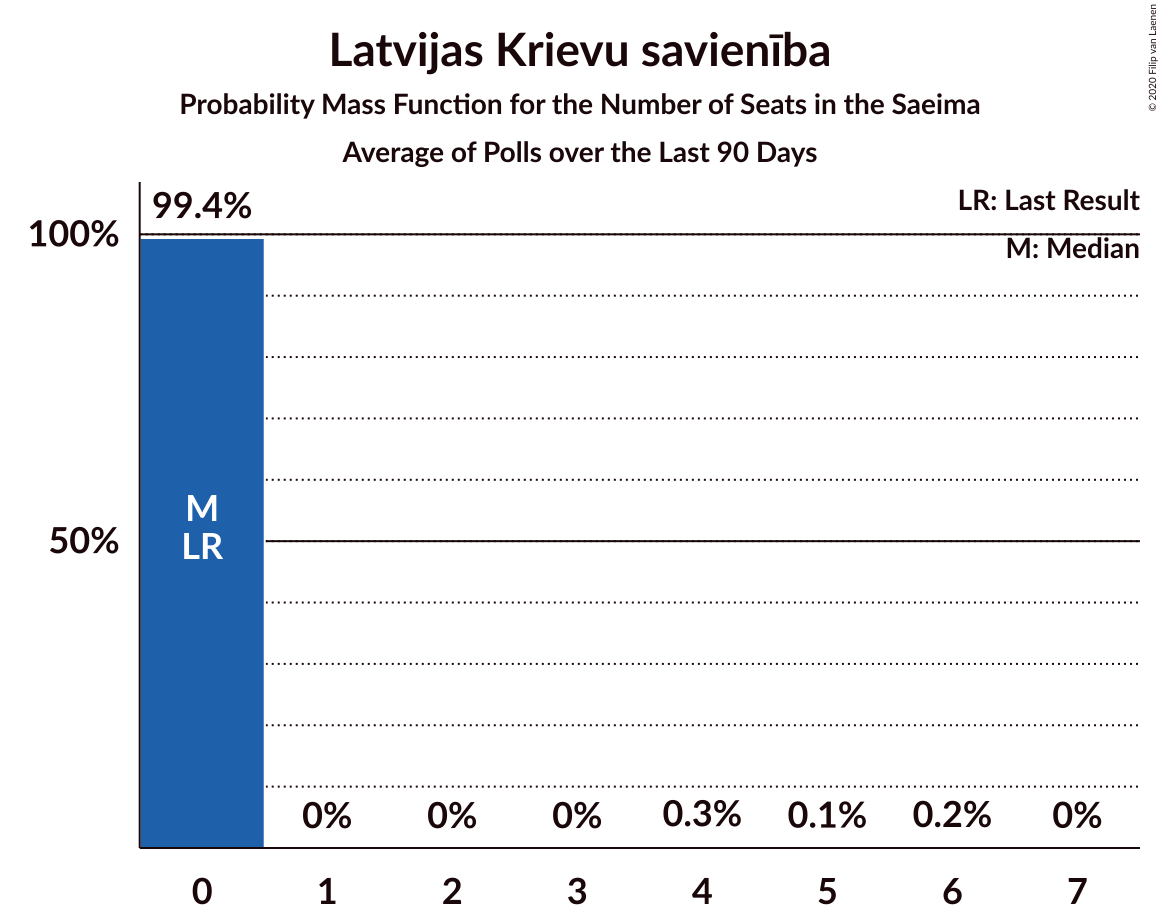 Latvijas Krievu savienība
Probability Mass Function for the Number of Seats in the Saeima
Average of Polls over the Last 90 Days
© 2020 Filip van Laenen
LR: Last Result
M: Median
99.4%
100%
50%
M
LR
0% 0% 0% 0.3% 0.1% 0.2% 0%
0 1 2 3 4 5 6 7